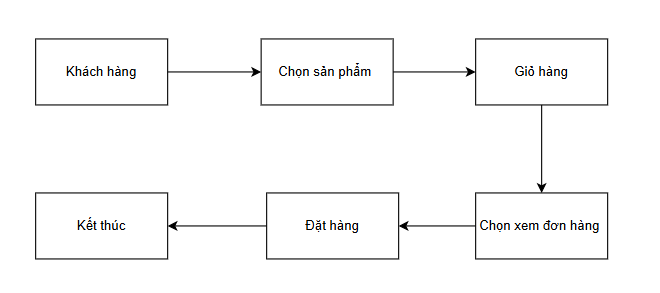 Khách hàng
Chọn sản phẩm
Giỏ hàng
Chọn xem đơn hàng
Đặt hàng
Kết thúc